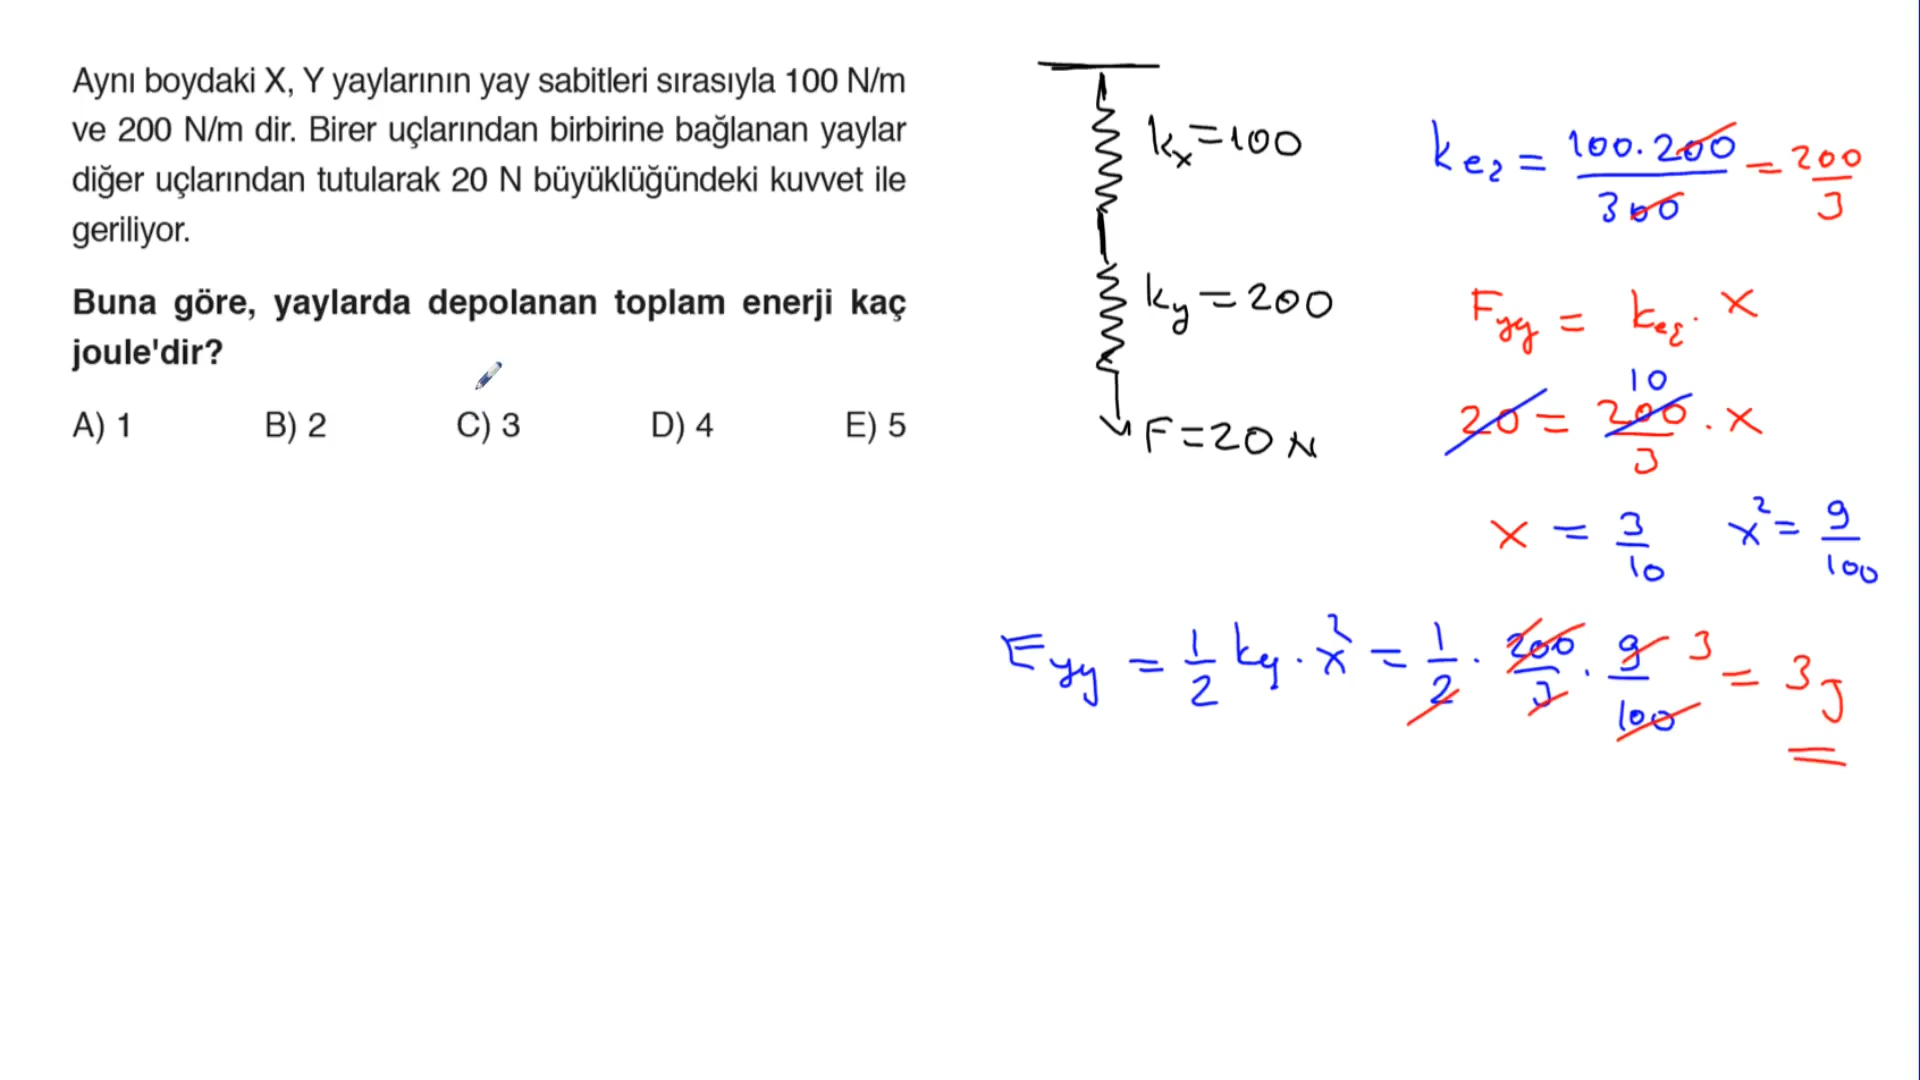 Aynı boydaki X, Y yaylarının yay sabitleri sırasıyla 100 N/m
ve 200 N/m dir. Birer uçlarından birbirine bağlanan yaylar
diğer uçlarından tutularak 20 N büyüklüğündeki kuvvet ile
geriliyor.
Buna göre, yaylarda depolanan toplam enerji kaç
joule'dir?
A) 1 B) 2 C) 3 D) 4 E) 5
kx=100
ky=200
F=20 N
keş = 100.200/300 = 200/3
Fyy = keş . x
20 = 200/3 . x
10
x = 3/10 x² = 9/100
Eyy = 1/2 keş . x² = 1/2 . 200/3 . 9/100 3 = 3 J